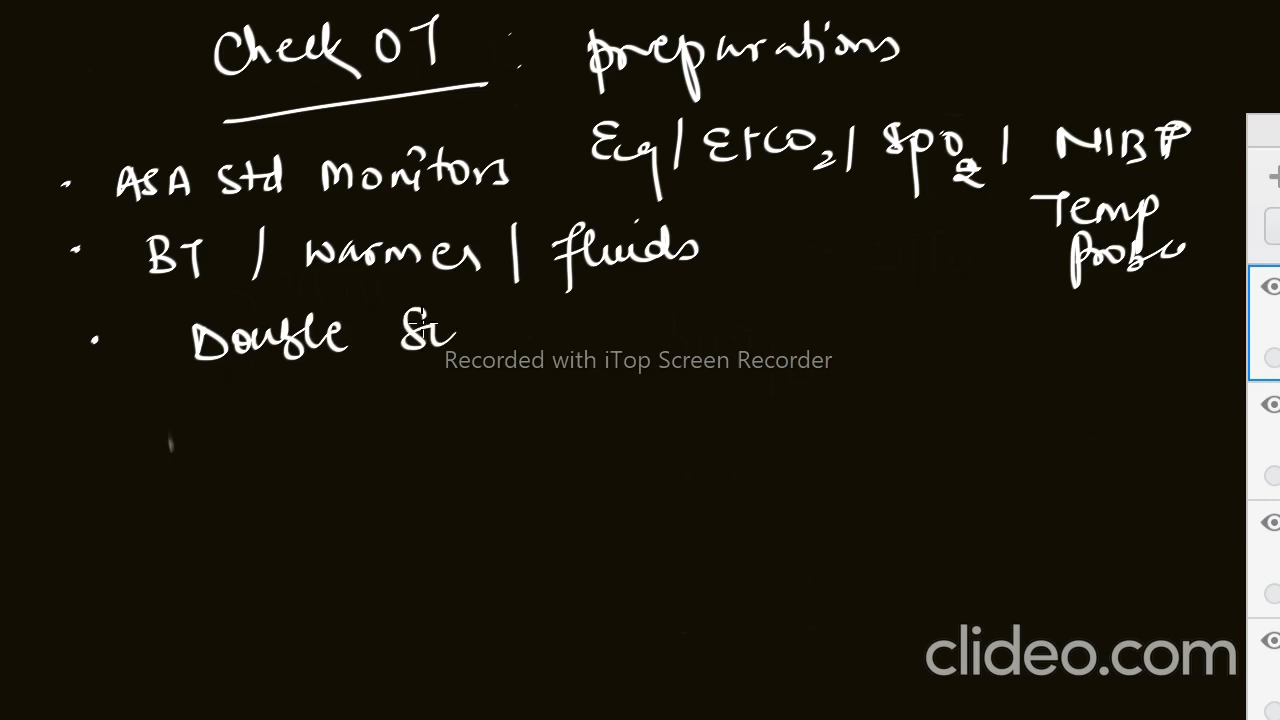 Check OT : preparations
• ASA Std Monitors Ecg / EtCO₂ / SpO₂ / NIBP
Temp
probe
• BT / warmer / fluids
• Double
Recorded with iTop Screen Recorder
clideo.com